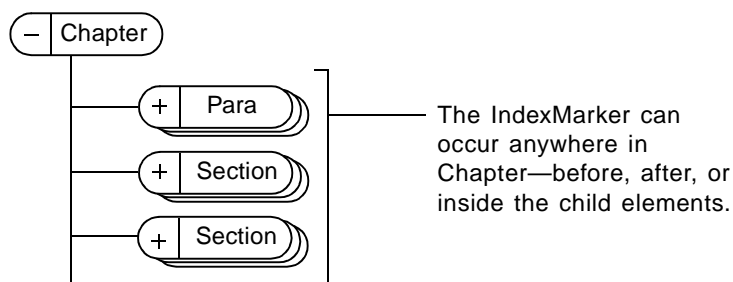 – Chapter
+ Para
+ Section
+ Section
The IndexMarker can
occur anywhere in
Chapter—before, after, or
inside the child elements.